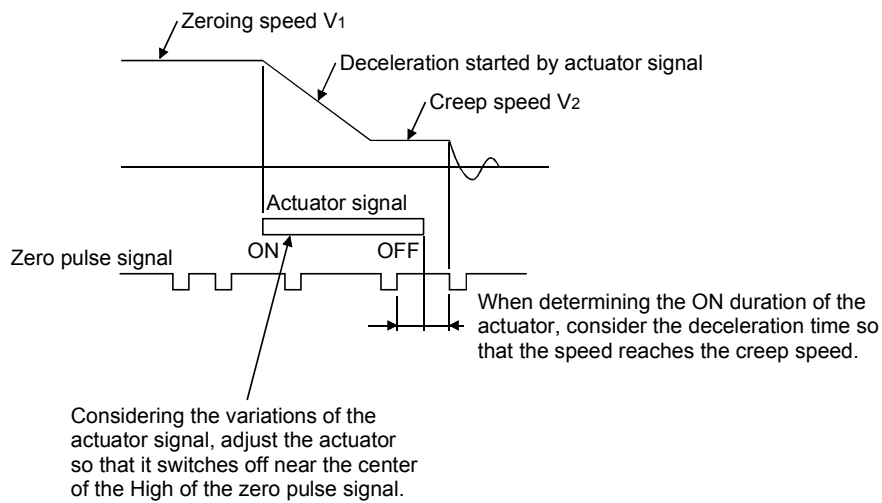 Zeroing speed V1
Deceleration started by actuator signal
Creep speed V2
Actuator signal
ON
OFF
Zero pulse signal
When determining the ON duration of the
actuator, consider the deceleration time so
that the speed reaches the creep speed.
Considering the variations of the
actuator signal, adjust the actuator
so that it switches off near the center
of the High of the zero pulse signal.